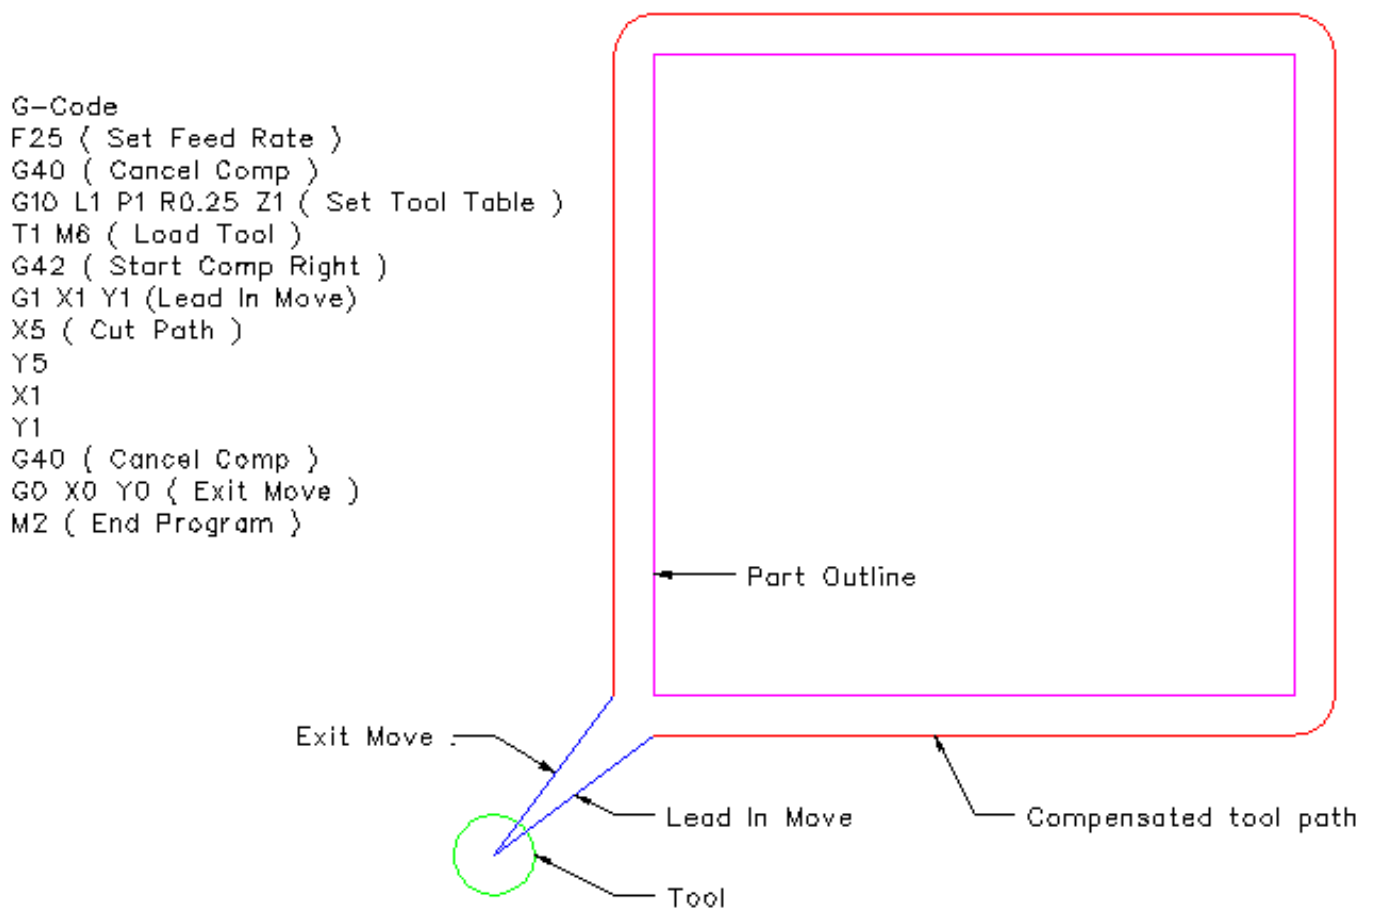 G-Code
F25 ( Set Feed Rate )
G40 ( Cancel Comp )
G10 L1 P1 R0.25 Z1 ( Set Tool Table )
T1 M6 ( Load Tool )
G42 ( Start Comp Right )
G1 X1 Y1 (Lead In Move)
X5 ( Cut Path )
Y5
X1
Y1
G40 ( Cancel Comp )
G0 X0 Y0 ( Exit Move )
M2 ( End Program )
Part Outline
Exit Move
Lead In Move
Compensated tool path
Tool